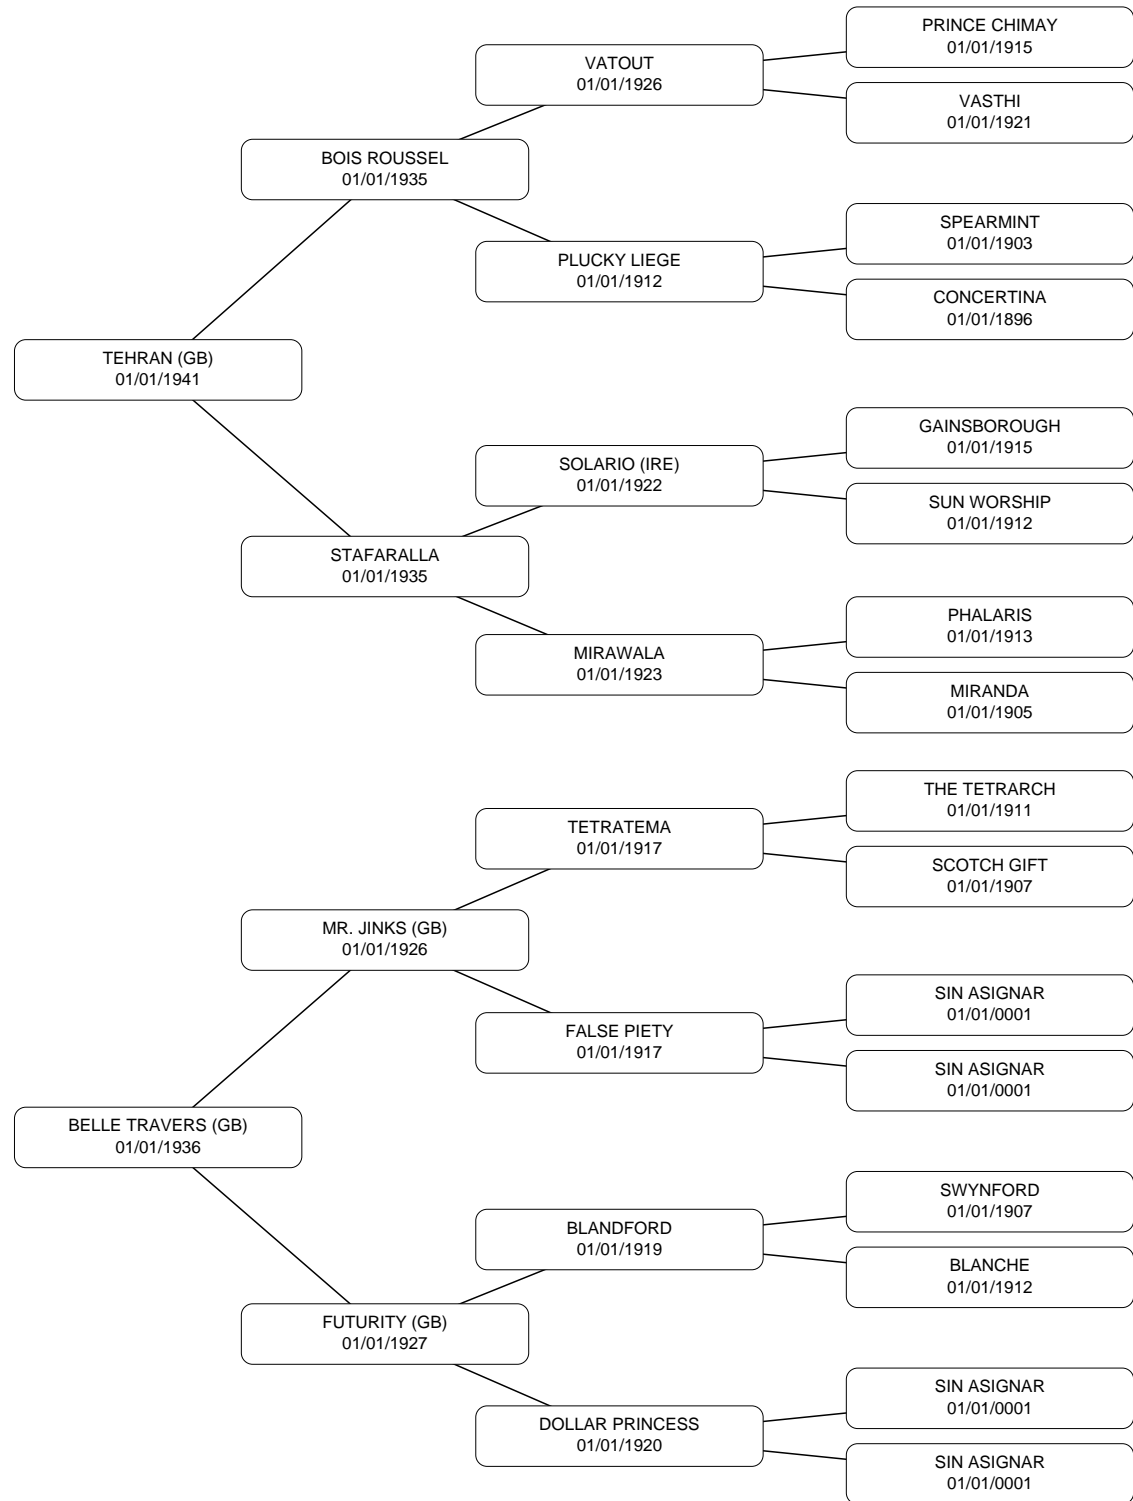 PRINCE CHIMAY
01/01/1915
VATOUT
01/01/1926
VASTHI
01/01/1921
BOIS ROUSSEL
01/01/1935
SPEARMINT
01/01/1903
PLUCKY LIEGE
01/01/1912
CONCERTINA
01/01/1896
TEHRAN (GB)
01/01/1941
GAINSBOROUGH
01/01/1915
SOLARIO (IRE)
01/01/1922
SUN WORSHIP
01/01/1912
STAFARALLA
01/01/1935
PHALARIS
01/01/1913
MIRAWALA
01/01/1923
MIRANDA
01/01/1905
THE TETRARCH
01/01/1911
TETRATEMA
01/01/1917
SCOTCH GIFT
01/01/1907
MR. JINKS (GB)
01/01/1926
SIN ASIGNAR
01/01/0001
FALSE PIETY
01/01/1917
SIN ASIGNAR
01/01/0001
BELLE TRAVERS (GB)
01/01/1936
SWYNFORD
01/01/1907
BLANDFORD
01/01/1919
BLANCHE
01/01/1912
FUTURITY (GB)
01/01/1927
SIN ASIGNAR
01/01/0001
DOLLAR PRINCESS
01/01/1920
SIN ASIGNAR
01/01/0001